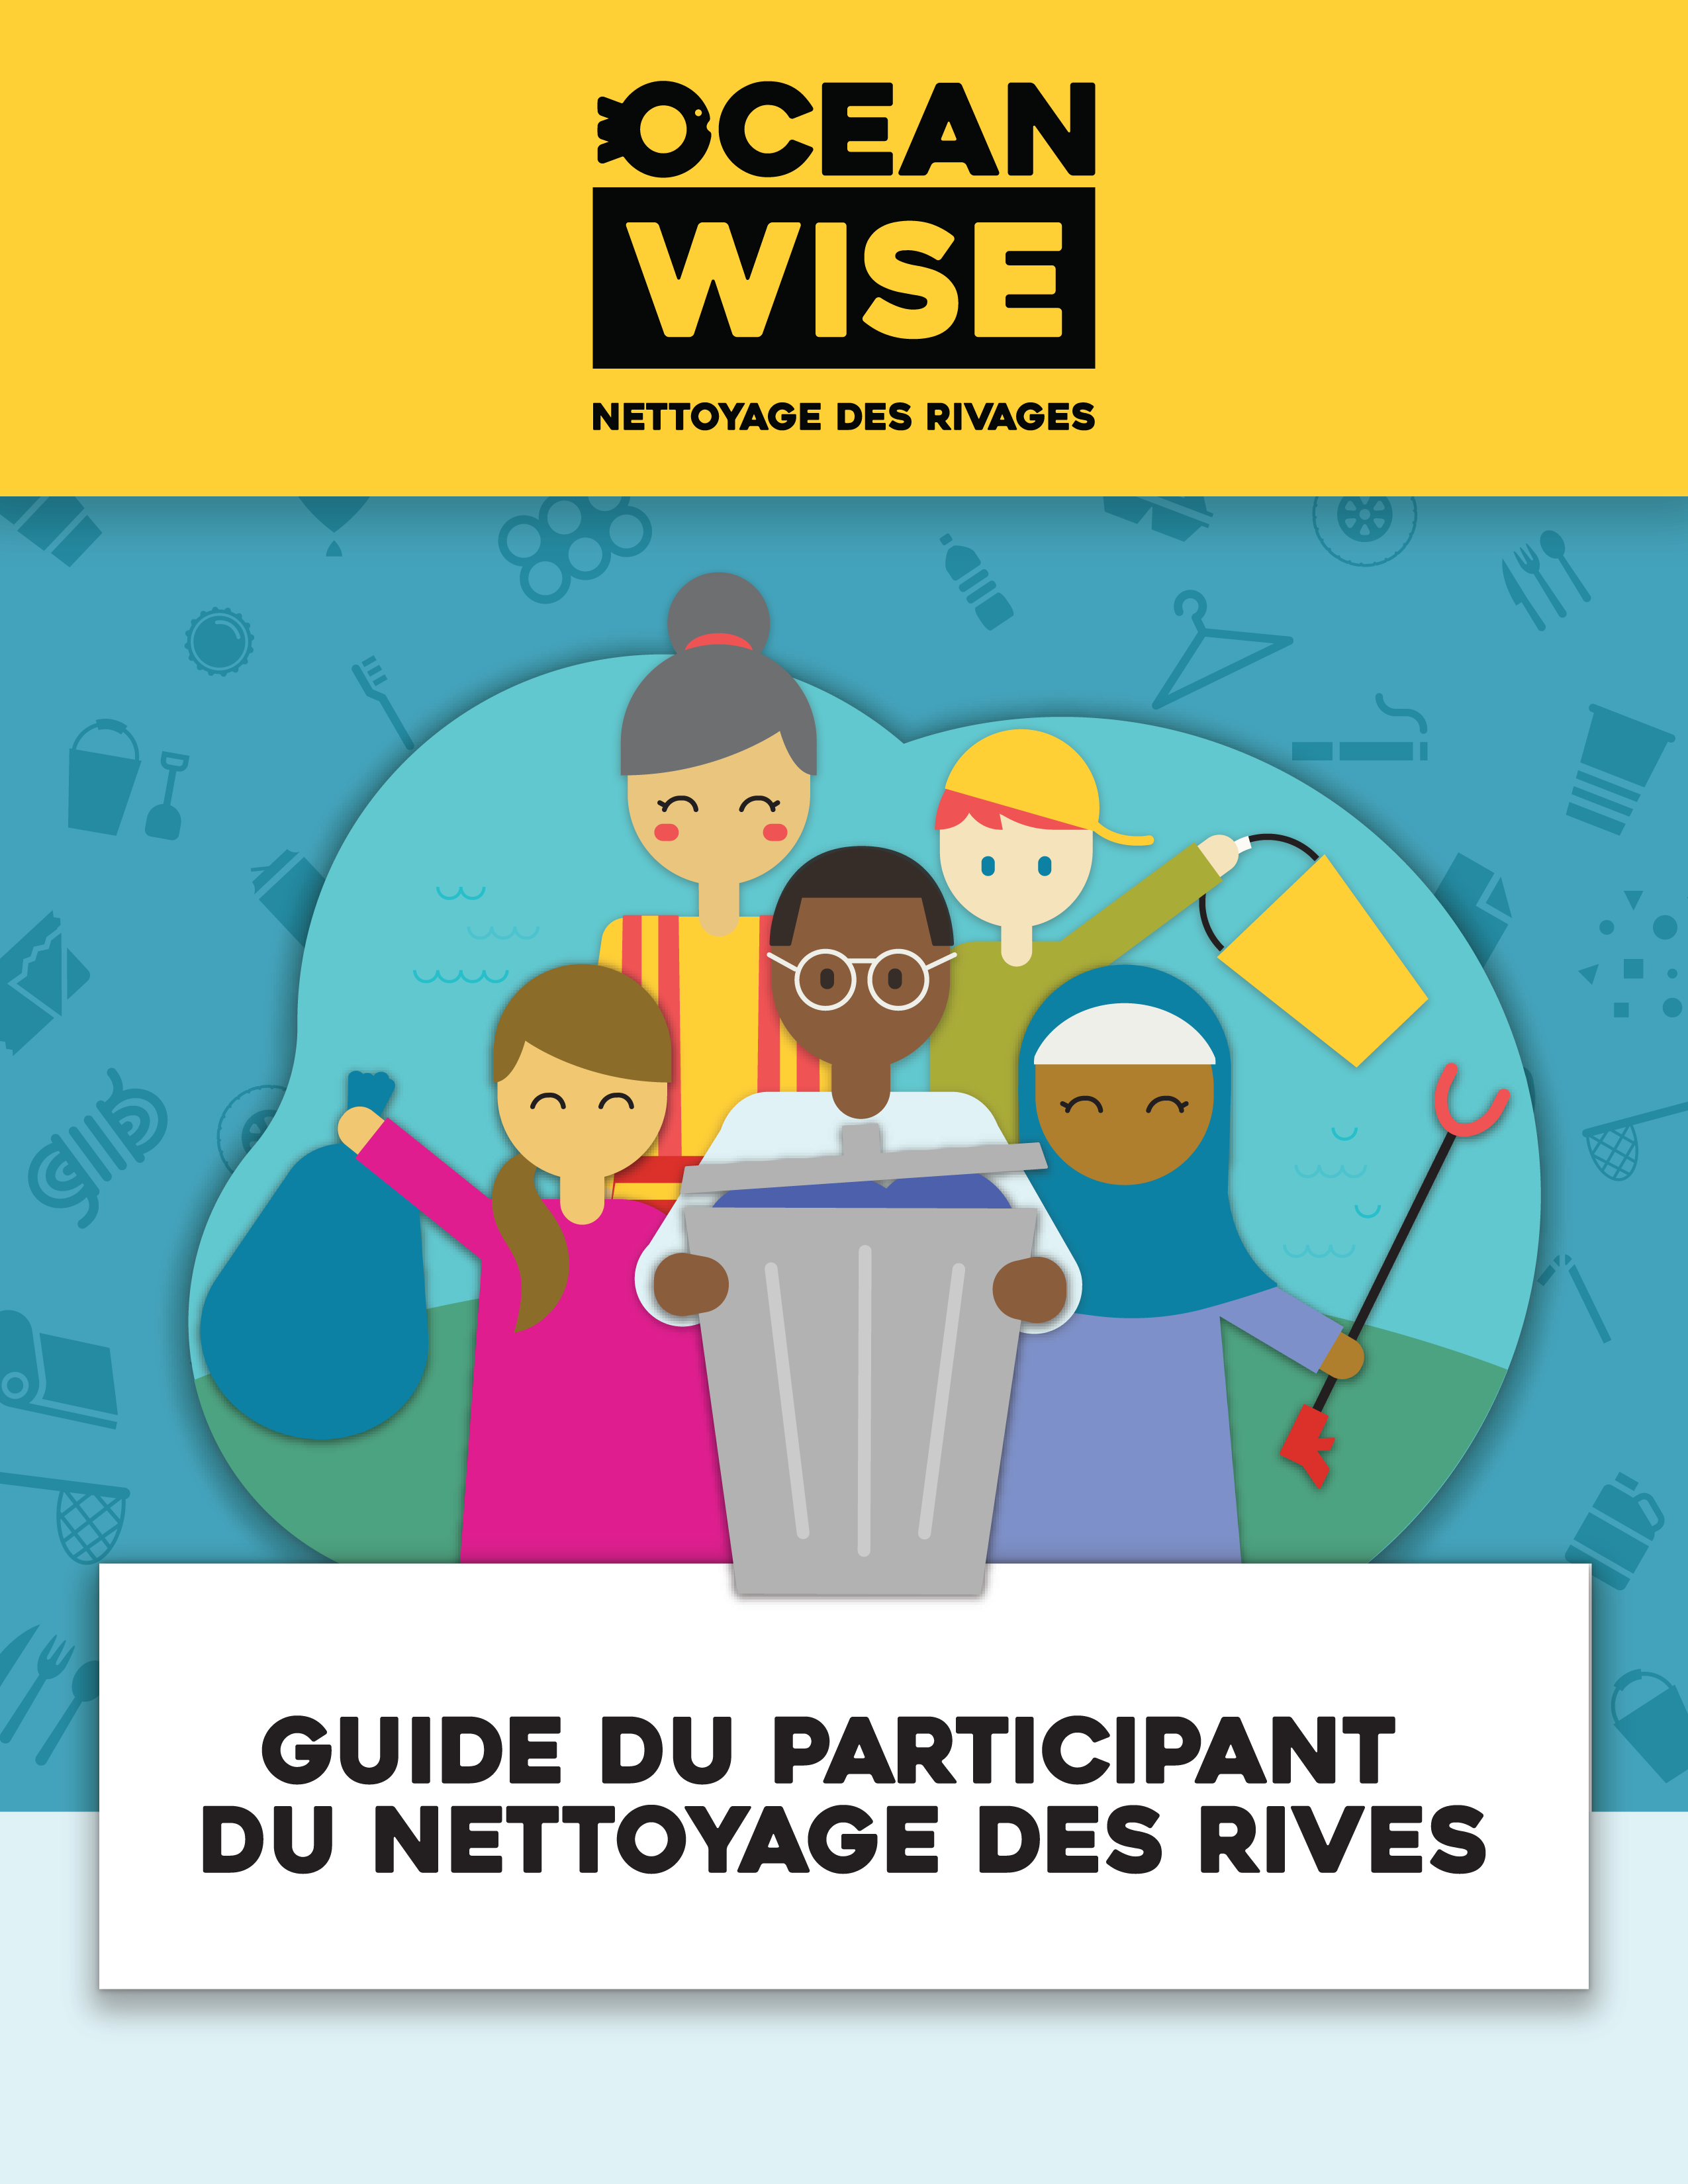 OCEAN
WISE
NETTOYAGE DES RIVAGES
GUIDE DU PARTICIPANT
DU NETTOYAGE DES RIVES